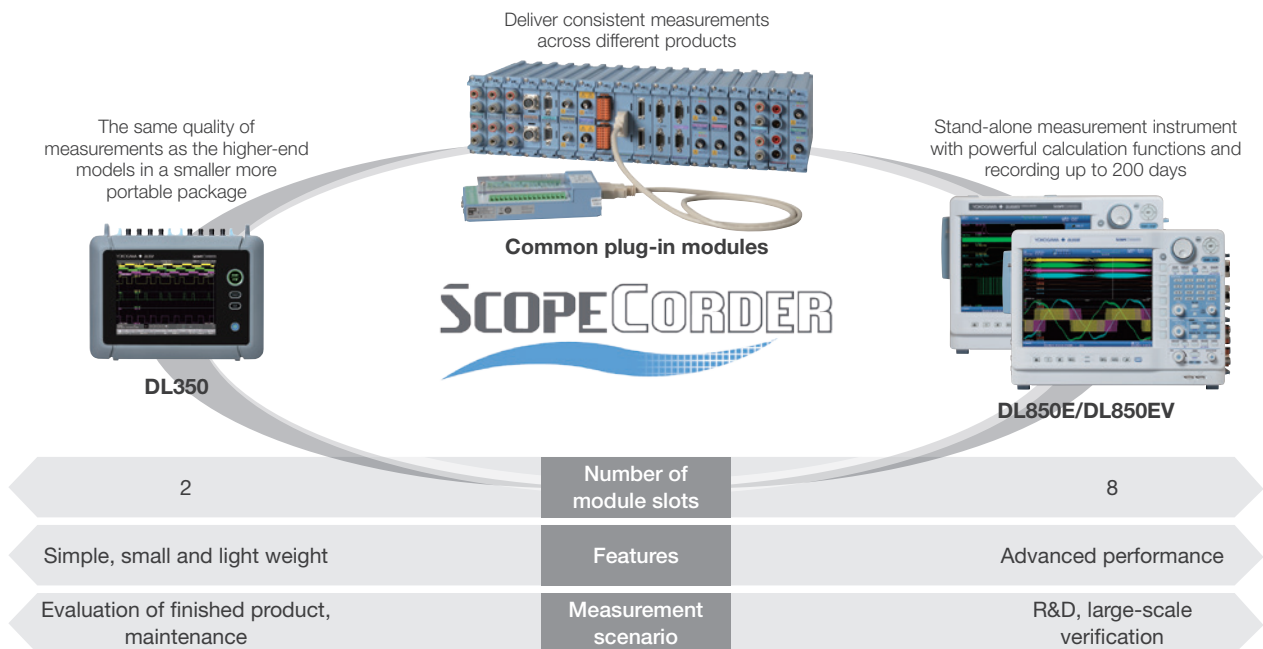 Deliver consistent measurements
across different products
The same quality of
measurements as the higher-end
models in a smaller more
portable package
Stand-alone measurement instrument
with powerful calculation functions and
recording up to 200 days
Common plug-in modules
SCOPECORDER
DL350
DL850E/DL850EV
2
Number of
module slots
8
Simple, small and light weight
Features
Advanced performance
Evaluation of finished product,
maintenance
Measurement
scenario
R&D, large-scale
verification